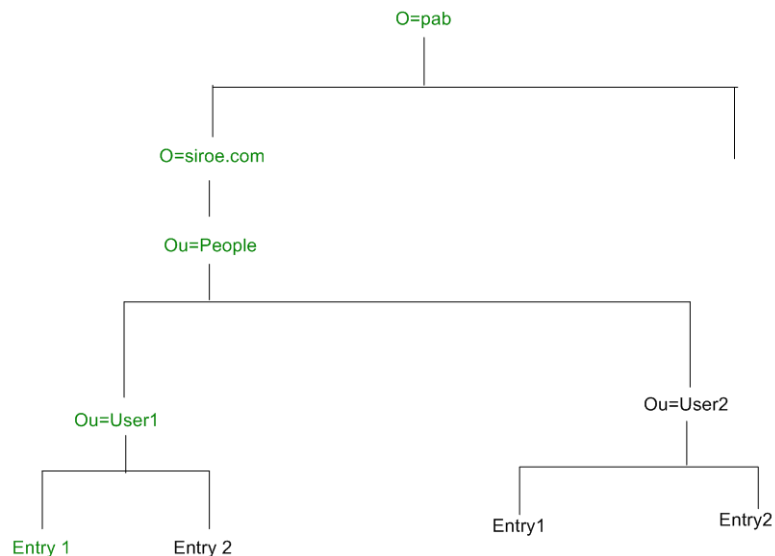 O=pab
O=siroe.com
Ou=People
Ou=User1
Ou=User2
Entry 1
Entry 2
Entry1
Entry2